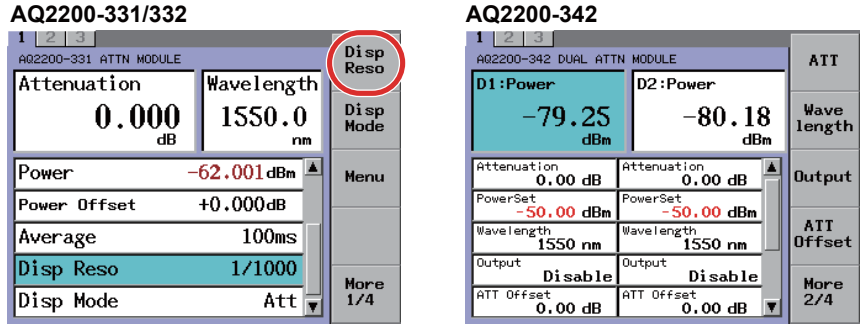 AQ2200-331/332
1 2 3
AQ2200-331 ATTN MODULE
Attenuation
0.000
dB
Wavelength
1550.0
nm
Power -62.001dBm
Power Offset +0.000dB
Average 100ms
Disp Reso 1/1000
Disp Mode Att
Disp
Reso
Disp
Mode
Menu
More
1/4
AQ2200-342
1 2 3
AQ2200-342 DUAL ATTN MODULE
D1:Power
-79.25
dBm
D2:Power
-80.18
dBm
Attenuation
0.00 dB
Attenuation
0.00 dB
PowerSet
-50.00 dBm
PowerSet
-50.00 dBm
Wavelength
1550 nm
Wavelength
1550 nm
Output
Disable
Output
Disable
ATT Offset
0.00 dB
ATT Offset
0.00 dB
ATT
Wave
length
Output
ATT
Offset
More
2/4